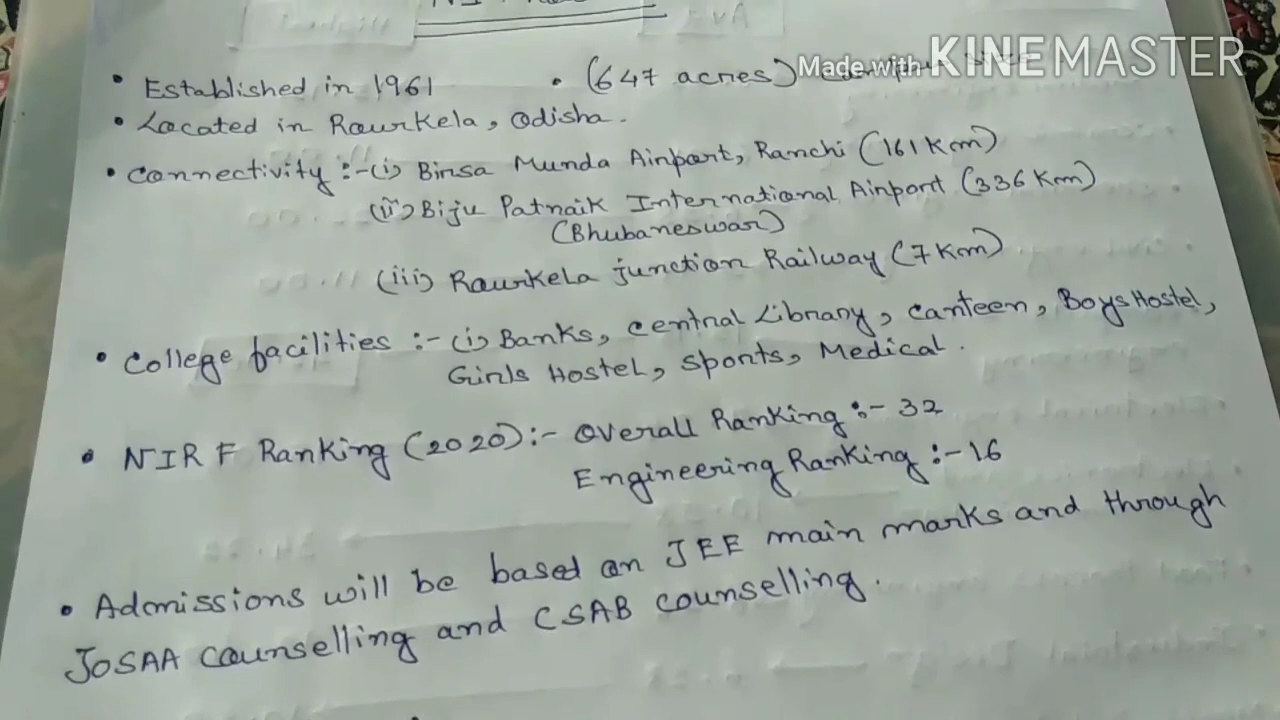 Made with KINEMASTER
• Established in 1961 • (647 acres)
• Located in Rourkela, Odisha.
• Connectivity :- (i) Birsa Munda Airport, Ranchi (161 Km)
(ii) Biju Patnaik International Airport (336 Km)
(Bhubaneswar)
(iii) Rourkela junction Railway (7 Km)
• College facilities :- (i) Banks, central Library, canteen, Boys Hostel,
Girls Hostel, sports, Medical.
• NIRF Ranking (2020) :- Overall Ranking :- 32
Engineering Ranking :- 16
• Admissions will be based on JEE main marks and through
JOSAA counselling and CSAB counselling.